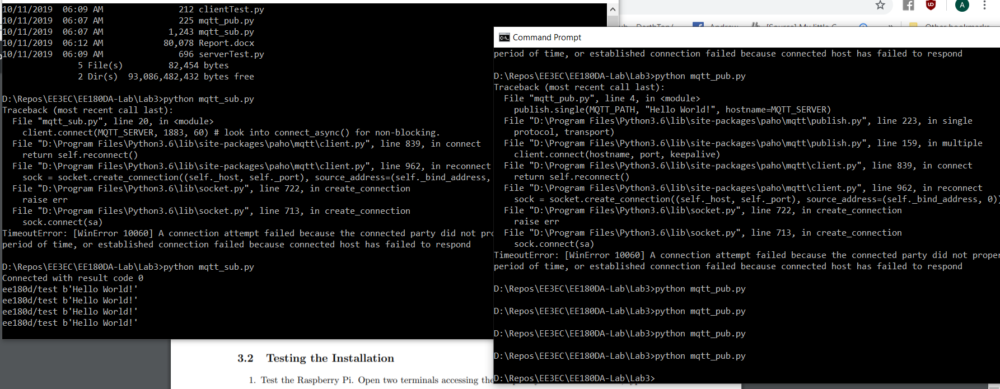 10/11/2019  06:09 AM               212 clientTest.py
10/11/2019  06:07 AM               225 mqtt_pub.py
10/11/2019  06:07 AM             1,243 mqtt_sub.py
10/11/2019  06:12 AM            80,078 Report.docx
10/11/2019  06:09 AM               696 serverTest.py
5 File(s)         82,454 bytes
2 Dir(s)  93,086,482,432 bytes free
D:\Repos\EE3EC\EE180DA-Lab\Lab3>python mqtt_sub.py
Traceback (most recent call last):
File "mqtt_sub.py", line 20, in <module>
client.connect(MQTT_SERVER, 1883, 60) # look into connect_async() for non-blocking.
File "D:\Program Files\Python3.6\lib\site-packages\paho\mqtt\client.py", line 839, in connect
return self.reconnect()
File "D:\Program Files\Python3.6\lib\site-packages\paho\mqtt\client.py", line 962, in reconnect
sock = socket.create_connection((self._host, self._port), source_address=(self._bind_address,
File "D:\Program Files\Python3.6\lib\socket.py", line 722, in create_connection
raise err
File "D:\Program Files\Python3.6\lib\socket.py", line 713, in create_connection
sock.connect(sa)
TimeoutError: [WinError 10060] A connection attempt failed because the connected party did not pro
period of time, or established connection failed because connected host has failed to respond
D:\Repos\EE3EC\EE180DA-Lab\Lab3>python mqtt_sub.py
Connected with result code 0
ee180d/test b'Hello World!'
ee180d/test b'Hello World!'
ee180d/test b'Hello World!'
ee180d/test b'Hello World!'
A
Command Prompt
period of time, or established connection failed because connected host has failed to respond
D:\Repos\EE3EC\EE180DA-Lab\Lab3>python mqtt_pub.py
Traceback (most recent call last):
File "mqtt_pub.py", line 4, in <module>
publish.single(MQTT_PATH, "Hello World!", hostname=MQTT_SERVER)
File "D:\Program Files\Python3.6\lib\site-packages\paho\mqtt\publish.py", line 223, in single
protocol, transport)
File "D:\Program Files\Python3.6\lib\site-packages\paho\mqtt\publish.py", line 159, in multiple
client.connect(hostname, port, keepalive)
File "D:\Program Files\Python3.6\lib\site-packages\paho\mqtt\client.py", line 839, in connect
return self.reconnect()
File "D:\Program Files\Python3.6\lib\site-packages\paho\mqtt\client.py", line 962, in reconnect
sock = socket.create_connection((self._host, self._port), source_address=(self._bind_address, 0))
File "D:\Program Files\Python3.6\lib\socket.py", line 722, in create_connection
raise err
File "D:\Program Files\Python3.6\lib\socket.py", line 713, in create_connection
sock.connect(sa)
TimeoutError: [WinError 10060] A connection attempt failed because the connected party did not proper
period of time, or established connection failed because connected host has failed to respond
D:\Repos\EE3EC\EE180DA-Lab\Lab3>python mqtt_pub.py
D:\Repos\EE3EC\EE180DA-Lab\Lab3>python mqtt_pub.py
D:\Repos\EE3EC\EE180DA-Lab\Lab3>python mqtt_pub.py
D:\Repos\EE3EC\EE180DA-Lab\Lab3>python mqtt_pub.py
D:\Repos\EE3EC\EE180DA-Lab\Lab3>
3.2 Testing the Installation
1. Test the Raspberry Pi. Open two terminals accessing the